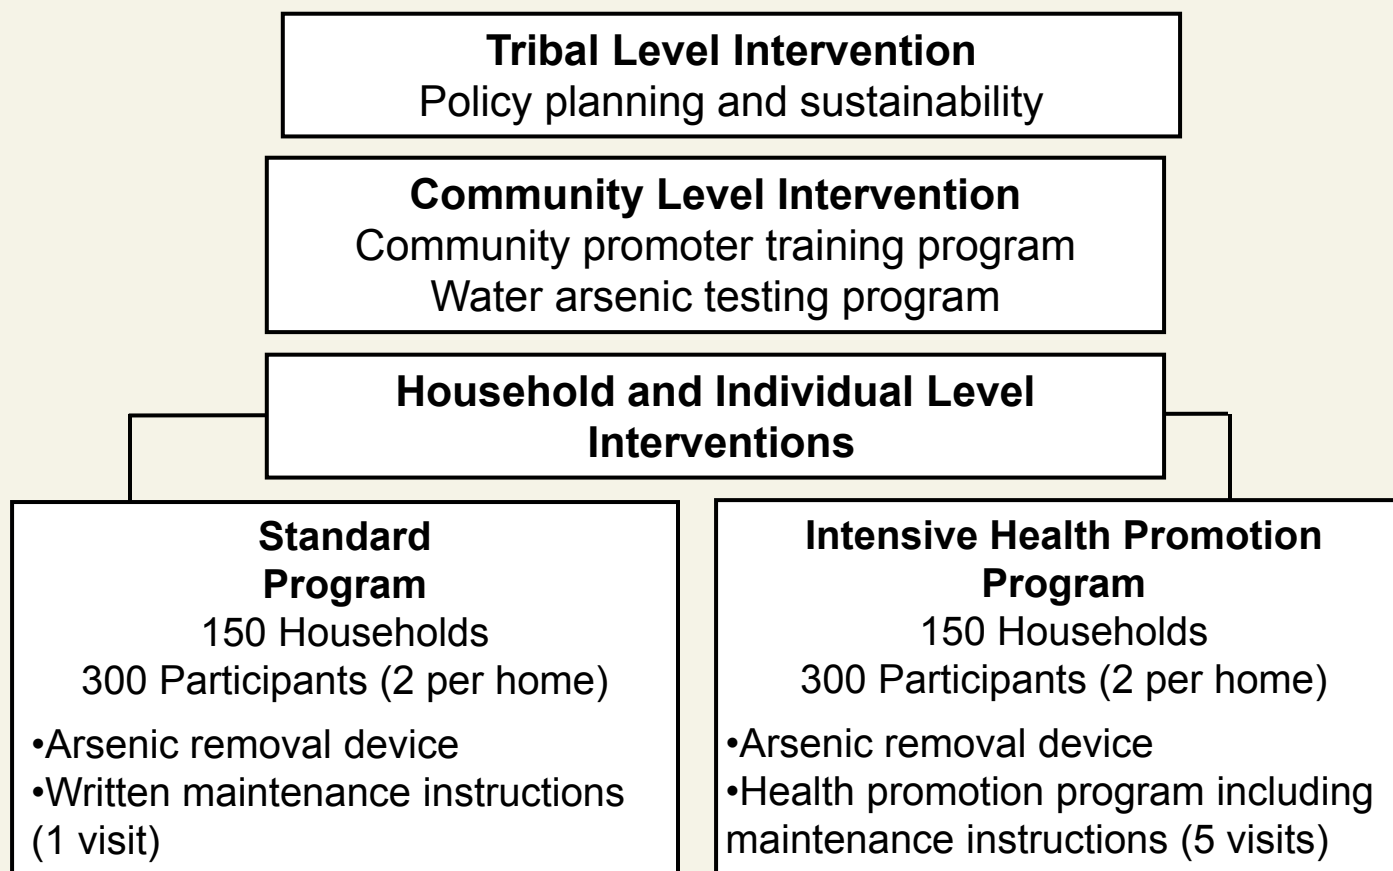 Tribal Level Intervention
Policy planning and sustainability
Community Level Intervention
Community promoter training program
Water arsenic testing program
Household and Individual Level
Interventions
Standard
Program
150 Households
300 Participants (2 per home)
•Arsenic removal device
•Written maintenance instructions
(1 visit)
Intensive Health Promotion
Program
150 Households
300 Participants (2 per home)
•Arsenic removal device
•Health promotion program including
maintenance instructions (5 visits)